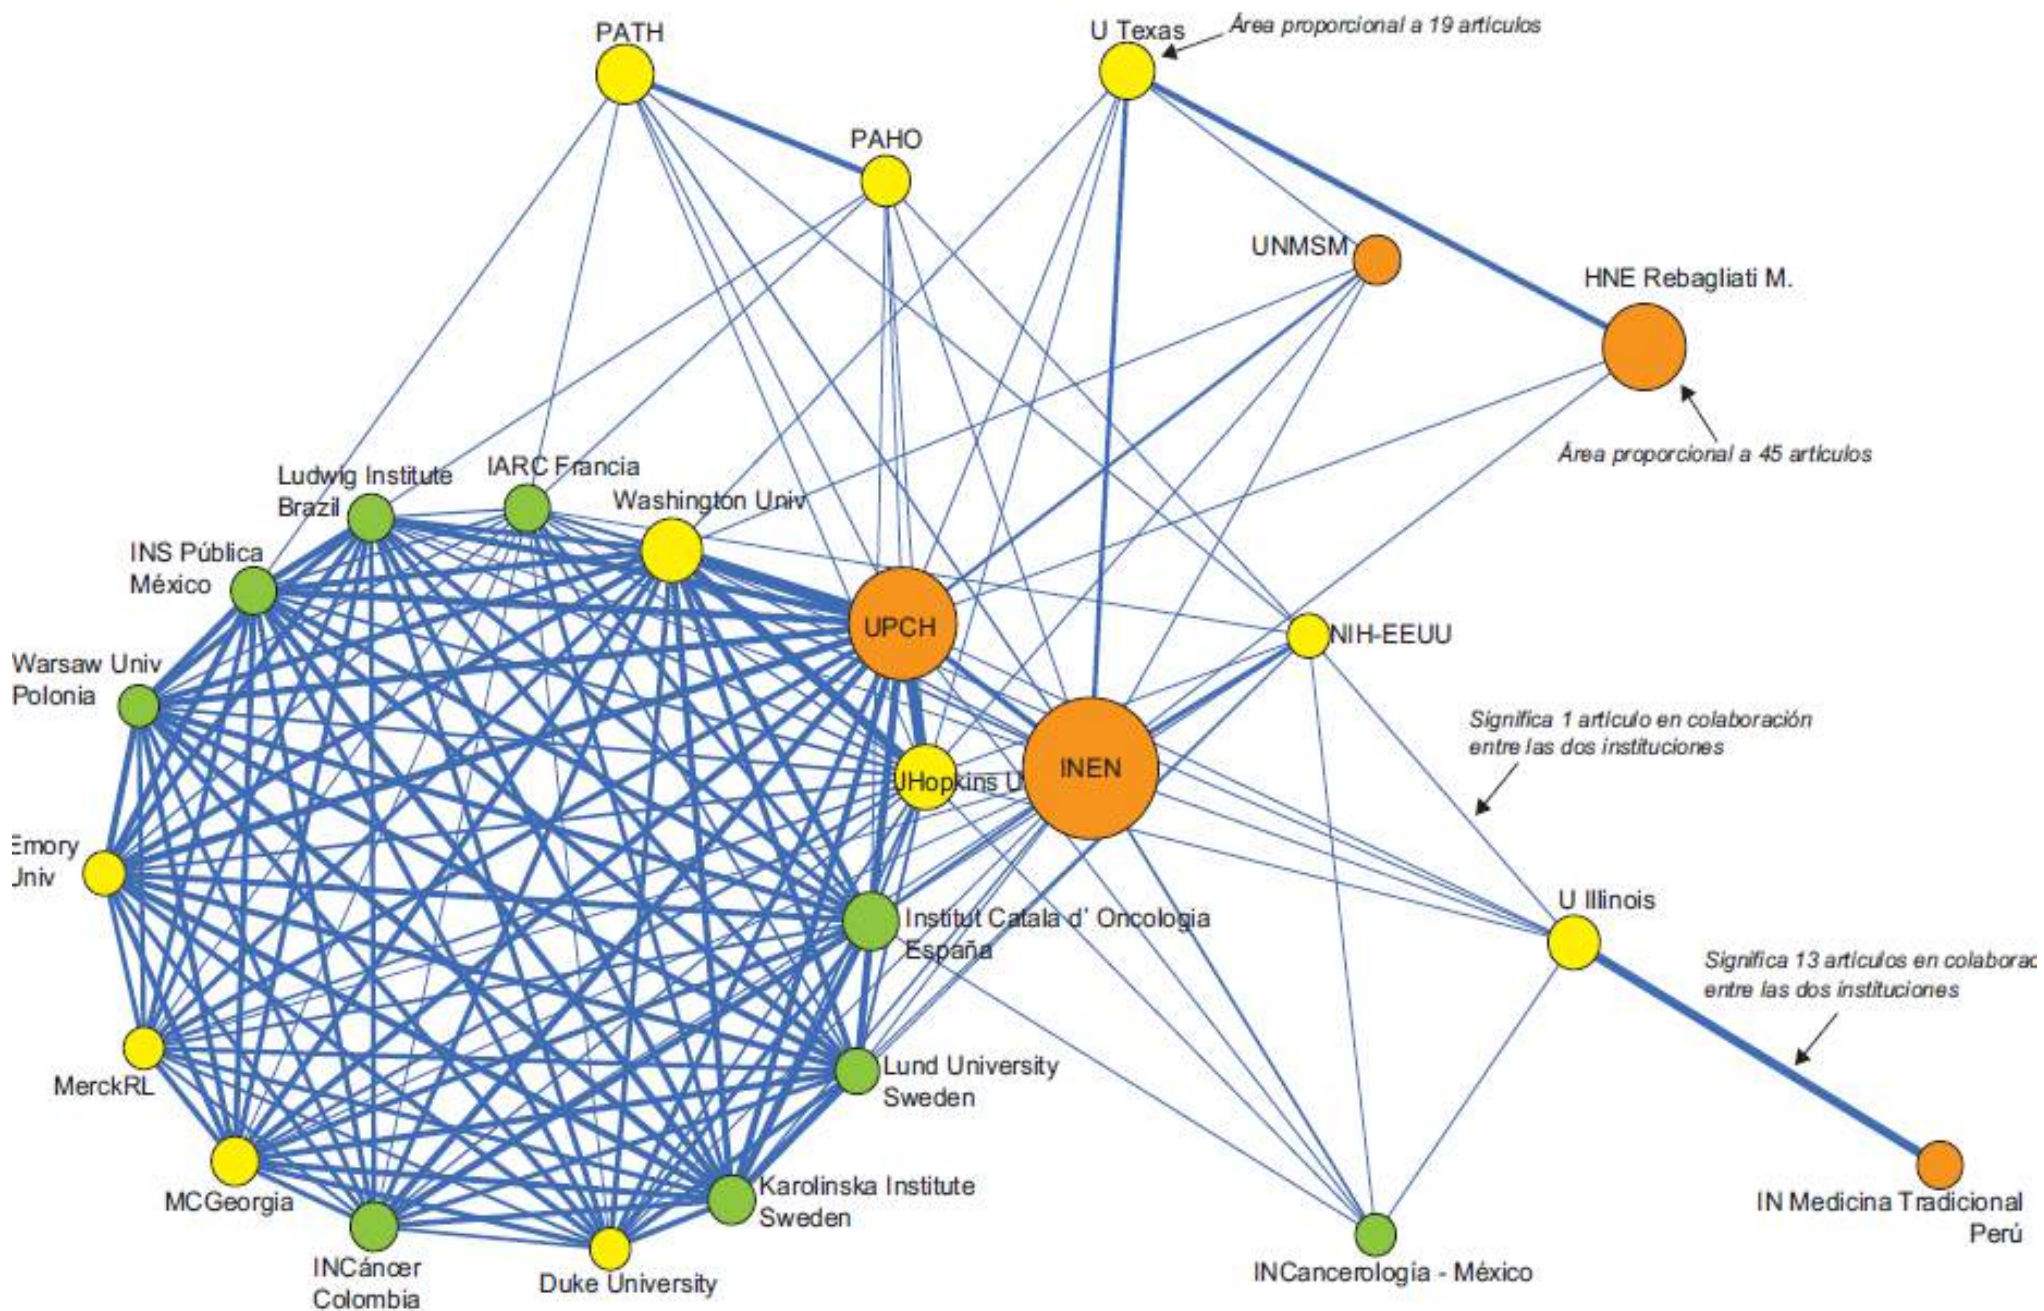 PATH
U Texas
Área proporcional a 19 artículos
PAHO
UNMSM
HNE Rebagliati M.
Área proporcional a 45 artículos
Ludwig Institute
Brazil
IARC Francia
Washington Univ
INS Pública
México
UPCH
NIH-EEUU
Warsaw Univ
Polonia
Significa 1 artículo en colaboración
entre las dos instituciones
JHopkins U
INEN
Emory
Univ
Institut Catala d' Oncologia
España
U Illinois
Significa 13 artículos en colaborac
entre las dos instituciones
MerckRL
Lund University
Sweden
MCGeorgia
Karolinska Institute
Sweden
IN Medicina Tradicional
Perú
INCáncer
Colombia
Duke University
INCancerología - México